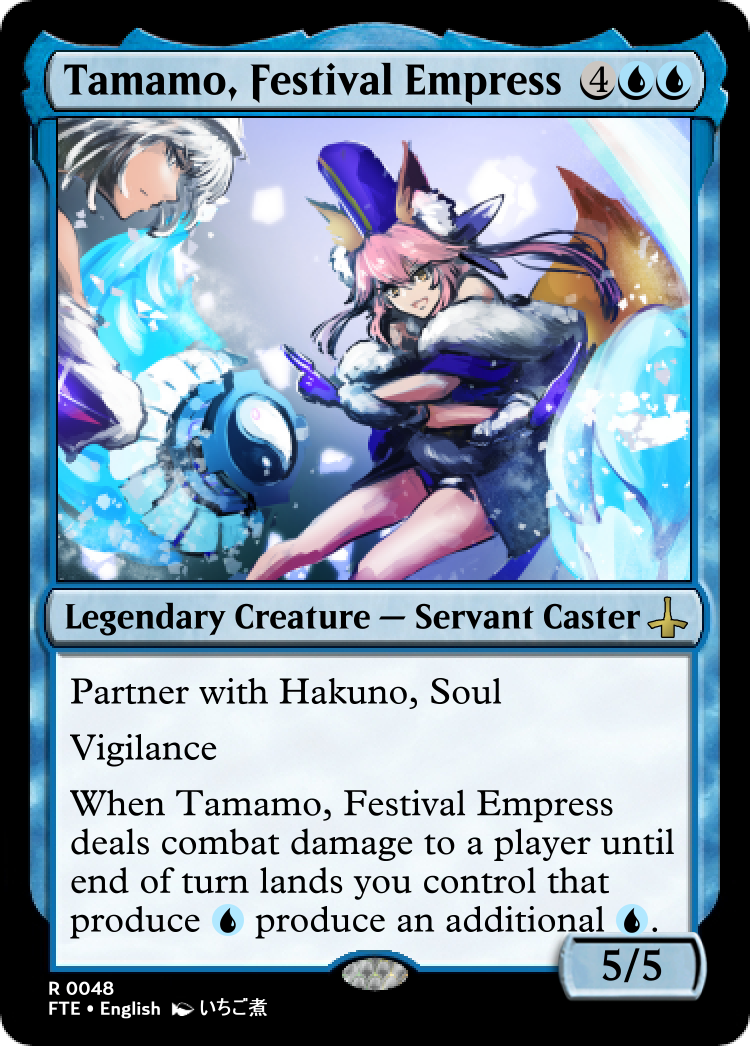 Tamamo, Festival Empress 4
Legendary Creature — Servant Caster
Partner with Hakuno, Soul
Vigilance
When Tamamo, Festival Empress
deals combat damage to a player until
end of turn lands you control that
produce produce an additional .
5/5
R 0048
FTE • English いちご煮